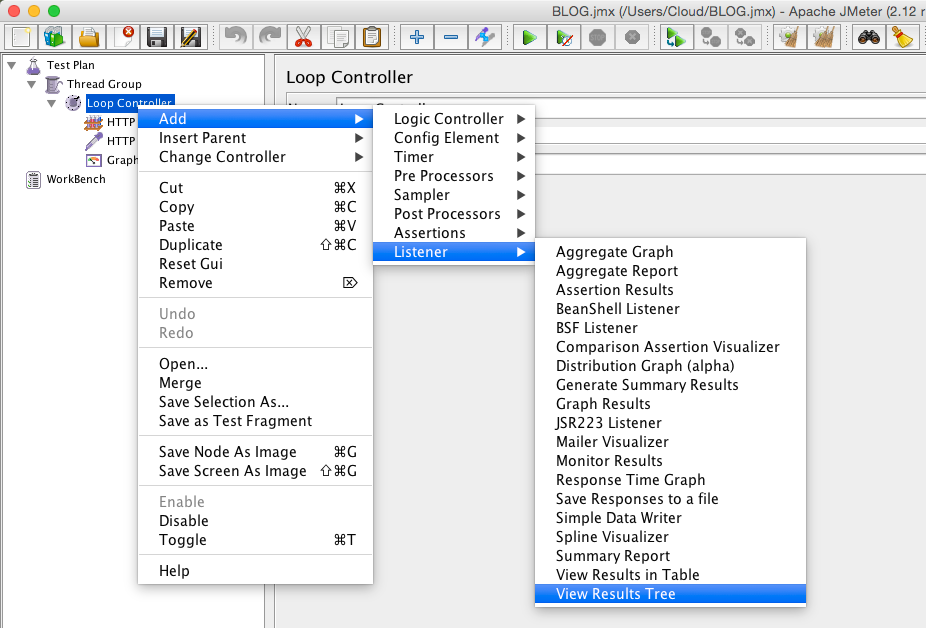 BLOG.jmx (/Users/Cloud/BLOG.jmx) - Apache JMeter (2.12 r
Test Plan
Thread Group
Loop Controller
HTTP
HTTP
Graph
WorkBench
Loop Controller
Add
Insert Parent
Change Controller
Cut ⌘X
Copy ⌘C
Paste ⌘V
Duplicate ⇧⌘C
Reset Gui
Remove ⌦
Undo
Redo
Open...
Merge
Save Selection As...
Save as Test Fragment
Save Node As Image ⌘G
Save Screen As Image ⇧⌘G
Enable
Disable
Toggle ⌘T
Help
Logic Controller
Config Element
Timer
Pre Processors
Sampler
Post Processors
Assertions
Listener
Aggregate Graph
Aggregate Report
Assertion Results
BeanShell Listener
BSF Listener
Comparison Assertion Visualizer
Distribution Graph (alpha)
Generate Summary Results
Graph Results
JSR223 Listener
Mailer Visualizer
Monitor Results
Response Time Graph
Save Responses to a file
Simple Data Writer
Spline Visualizer
Summary Report
View Results in Table
View Results Tree